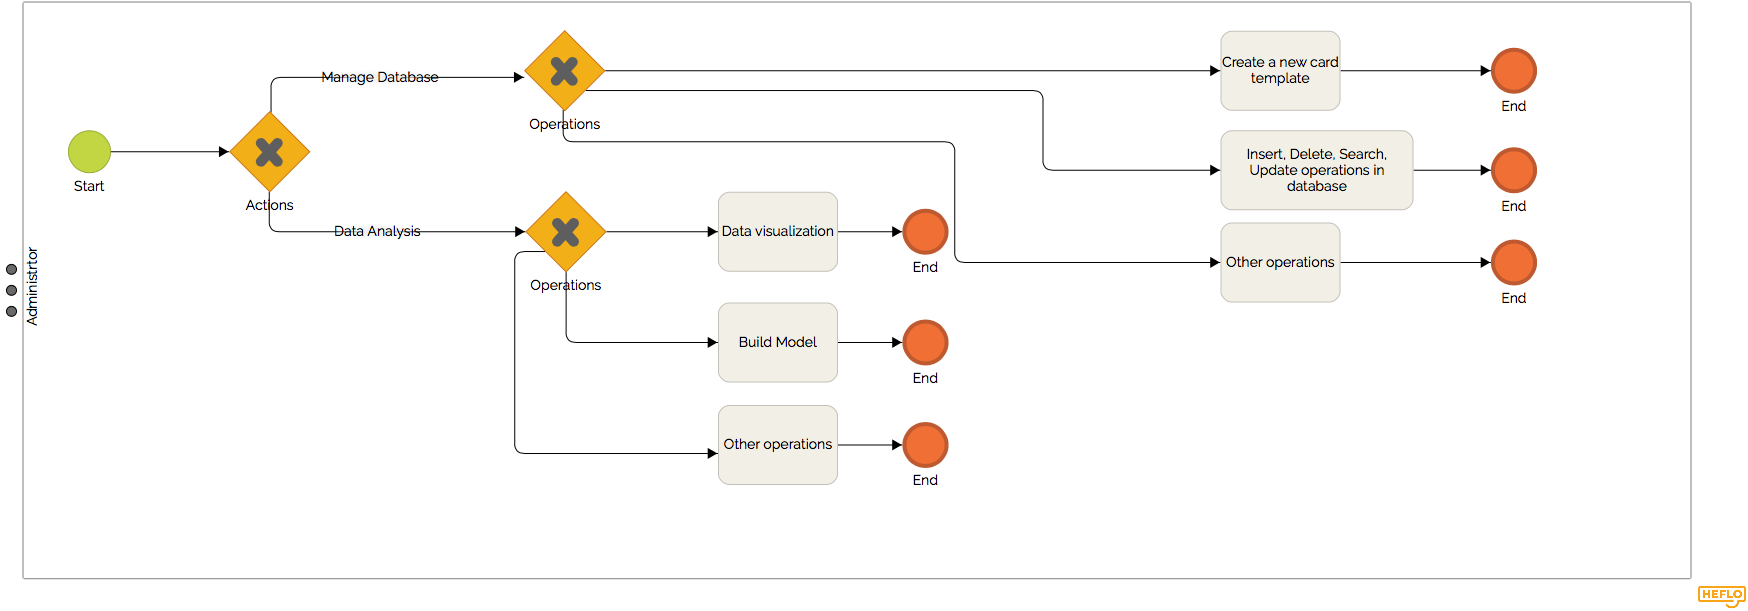 Manage Database
Operations
Create a new card
template
End
Start
Actions
Insert, Delete, Search,
Update operations in
database
End
Data Analysis
Operations
Data visualization
End
Other operations
End
Administrtor
Build Model
End
Other operations
End
HEFLO